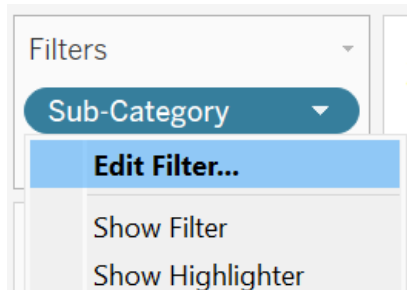 Filters
Sub-Category
Edit Filter...
Show Filter
Show Highlighter